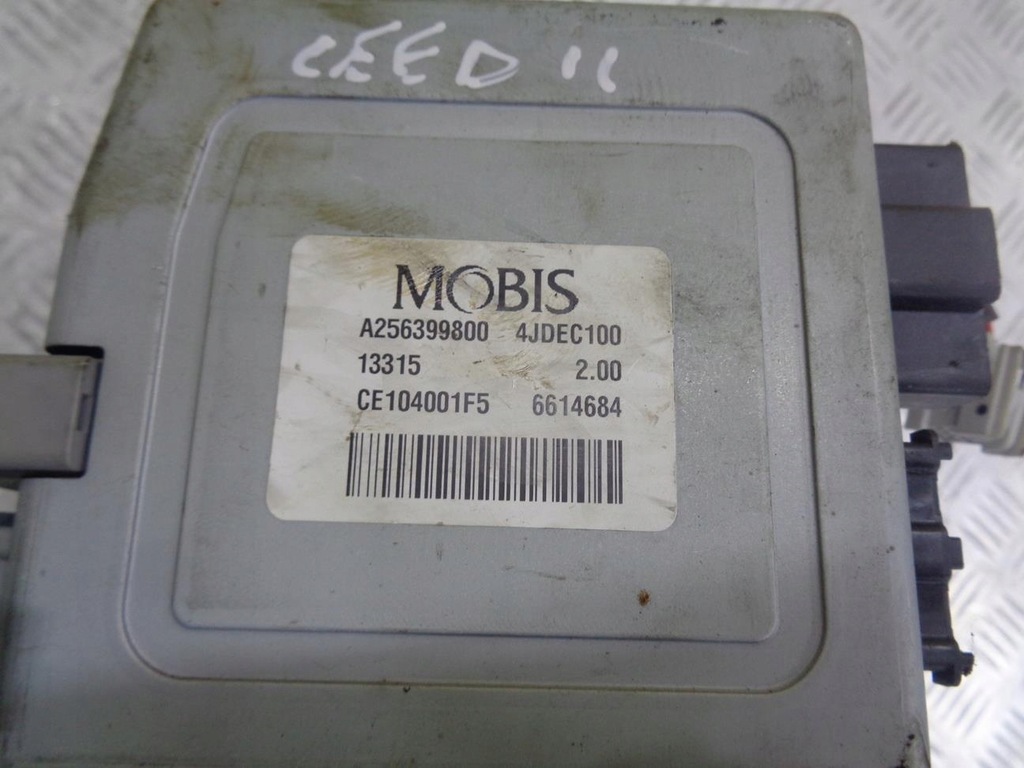 CEED II
MOBIS
A256399800 4JDEC100
13315 2.00
CE104001F5 6614684